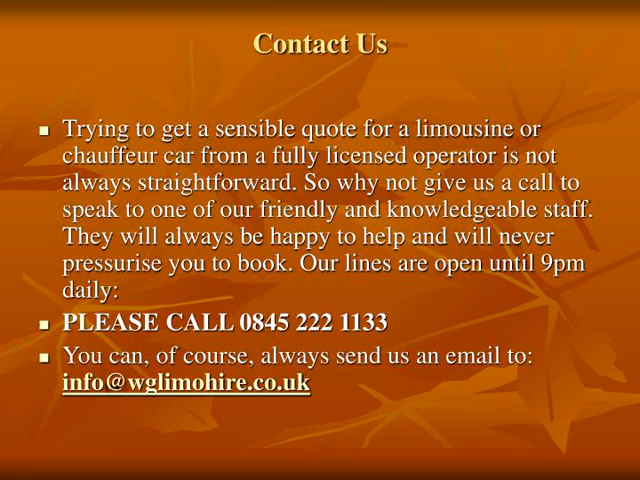 Contact Us
Trying to get a sensible quote for a limousine or
chauffeur car from a fully licensed operator is not
always straightforward. So why not give us a call to
speak to one of our friendly and knowledgeable staff.
They will always be happy to help and will never
pressurise you to book. Our lines are open until 9pm
daily:
PLEASE CALL 0845 222 1133
You can, of course, always send us an email to:
info@wglimohire.co.uk